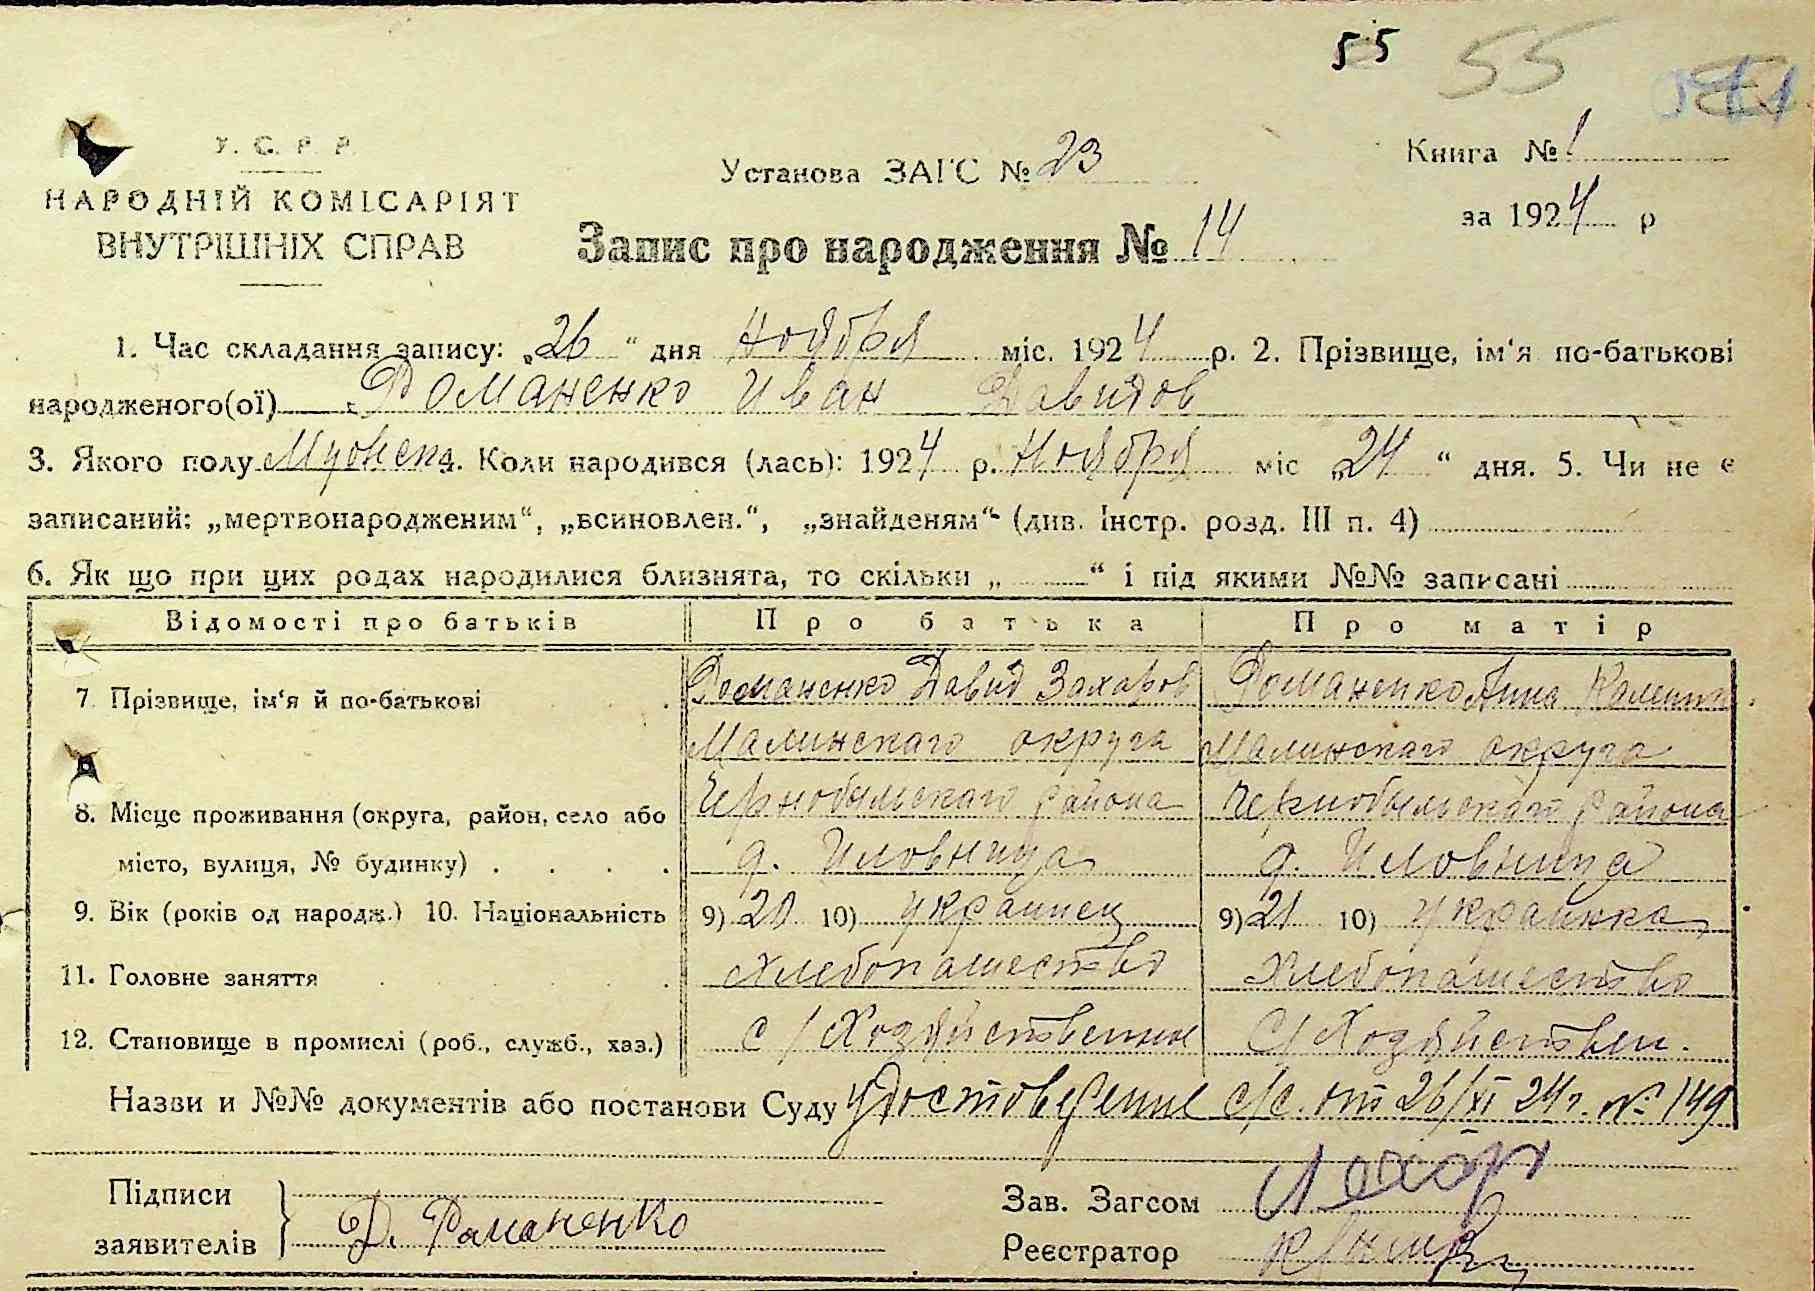 55 55
У. С. Р. Р.
НАРОДНІЙ КОМІСАРІЯТ
ВНУТРІШНІХ СПРАВ
Установа ЗАГС № 23
Книга № 1
за 1924 р
Запис про народження № 14
1. Час складання запису: „26“ дня Ноября міс. 1924 р. 2. Прізвище, ім‘я по-батькові
народженого(ої) Романенко Иван Давидов
3. Якого полу Мужск. 4. Коли народився (лась): 1924 р. Ноября міс „24“ дня. 5. Чи не є
записаний: „мертвонародженим“, „всиновлен.“, „знайденям“ (див. Інстр. розд. III п. 4)
6. Як що при цих родах народилися близнята, то скільки „ — “ і під якими №№ записані
Відомості про батьків Про батька Про матір
7 Прізвище, ім‘я й по-батькові Романенко Давид Захаров Романенко Анна
8. Місце проживання (округа, район, село або місто, вулиця, № будинку) Малинскаго округа Малинскаго округа
Чернобыльскаго района Чернобыльскаго района
д. Иловница д. Иловница
9. Вік (років од народж.) 10. Національність 9) 20 10) украинец 9) 21 10) украинка
11. Головне заняття Хлебопашество Хлебопашество
12. Становище в промислі (роб., служб., хаз.) с/Хозяйственные С/Хозяйствен.
Назви и №№ документів або постанови Суду Удостоверение с/с. от 26/XI 24 г. № 149
Підписи
заявителів Д. Романенко
Зав. Загсом
Реєстратор